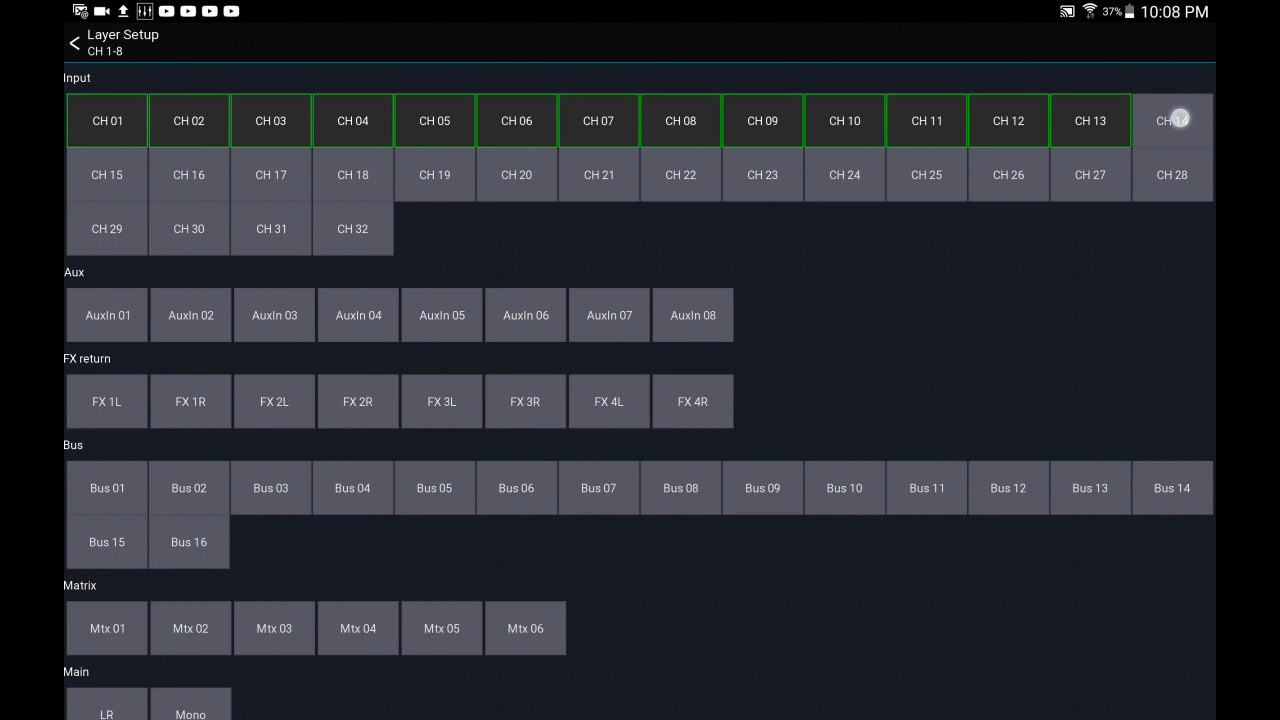 37% 10:08 PM
Layer Setup
CH 1-8
Input
CH 01 CH 02 CH 03 CH 04 CH 05 CH 06 CH 07 CH 08 CH 09 CH 10 CH 11 CH 12 CH 13 CH 14
CH 15 CH 16 CH 17 CH 18 CH 19 CH 20 CH 21 CH 22 CH 23 CH 24 CH 25 CH 26 CH 27 CH 28
CH 29 CH 30 CH 31 CH 32
Aux
AuxIn 01 AuxIn 02 AuxIn 03 AuxIn 04 AuxIn 05 AuxIn 06 AuxIn 07 AuxIn 08
FX return
FX 1L FX 1R FX 2L FX 2R FX 3L FX 3R FX 4L FX 4R
Bus
Bus 01 Bus 02 Bus 03 Bus 04 Bus 05 Bus 06 Bus 07 Bus 08 Bus 09 Bus 10 Bus 11 Bus 12 Bus 13 Bus 14
Bus 15 Bus 16
Matrix
Mtx 01 Mtx 02 Mtx 03 Mtx 04 Mtx 05 Mtx 06
Main
LR Mono